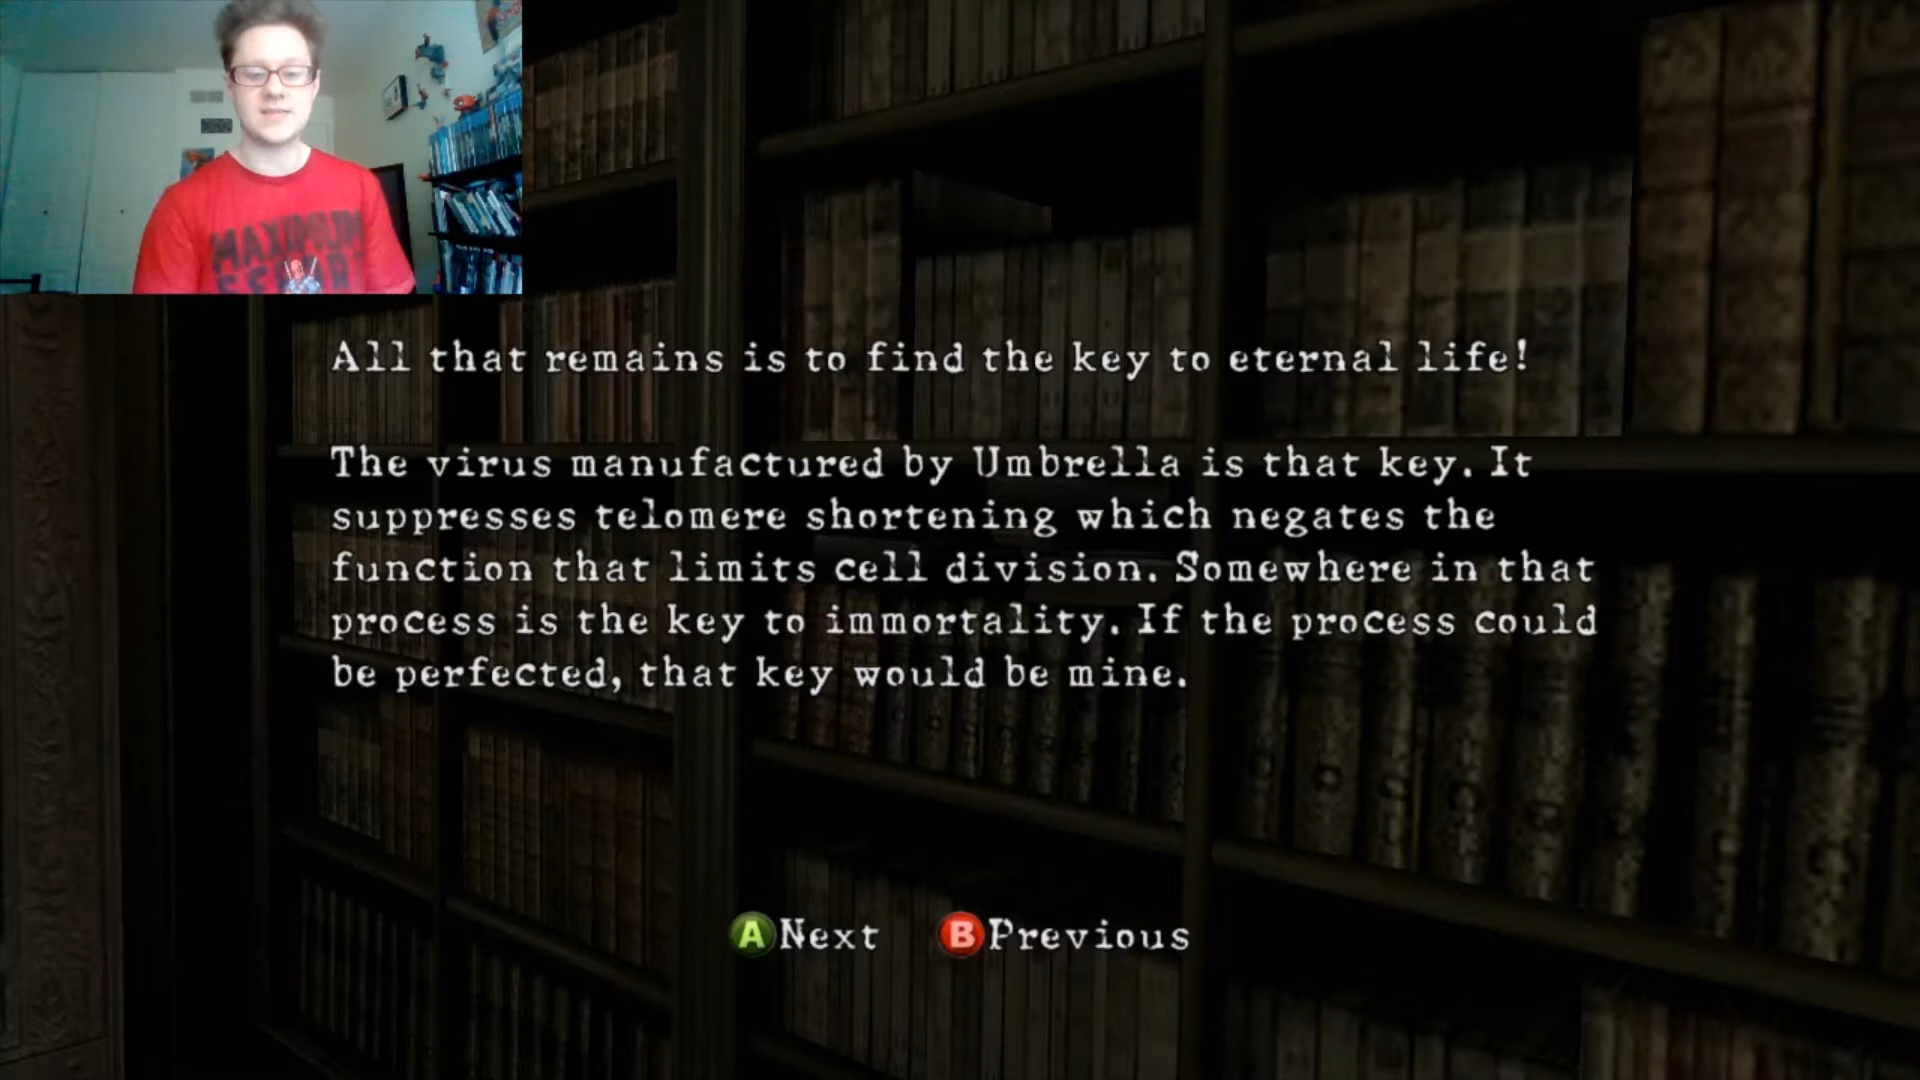 MAXIMUM
All that remains is to find the key to eternal life!
The virus manufactured by Umbrella is that key. It
suppresses telomere shortening which negates the
function that limits cell division. Somewhere in that
process is the key to immortality. If the process could
be perfected, that key would be mine.
A Next B Previous